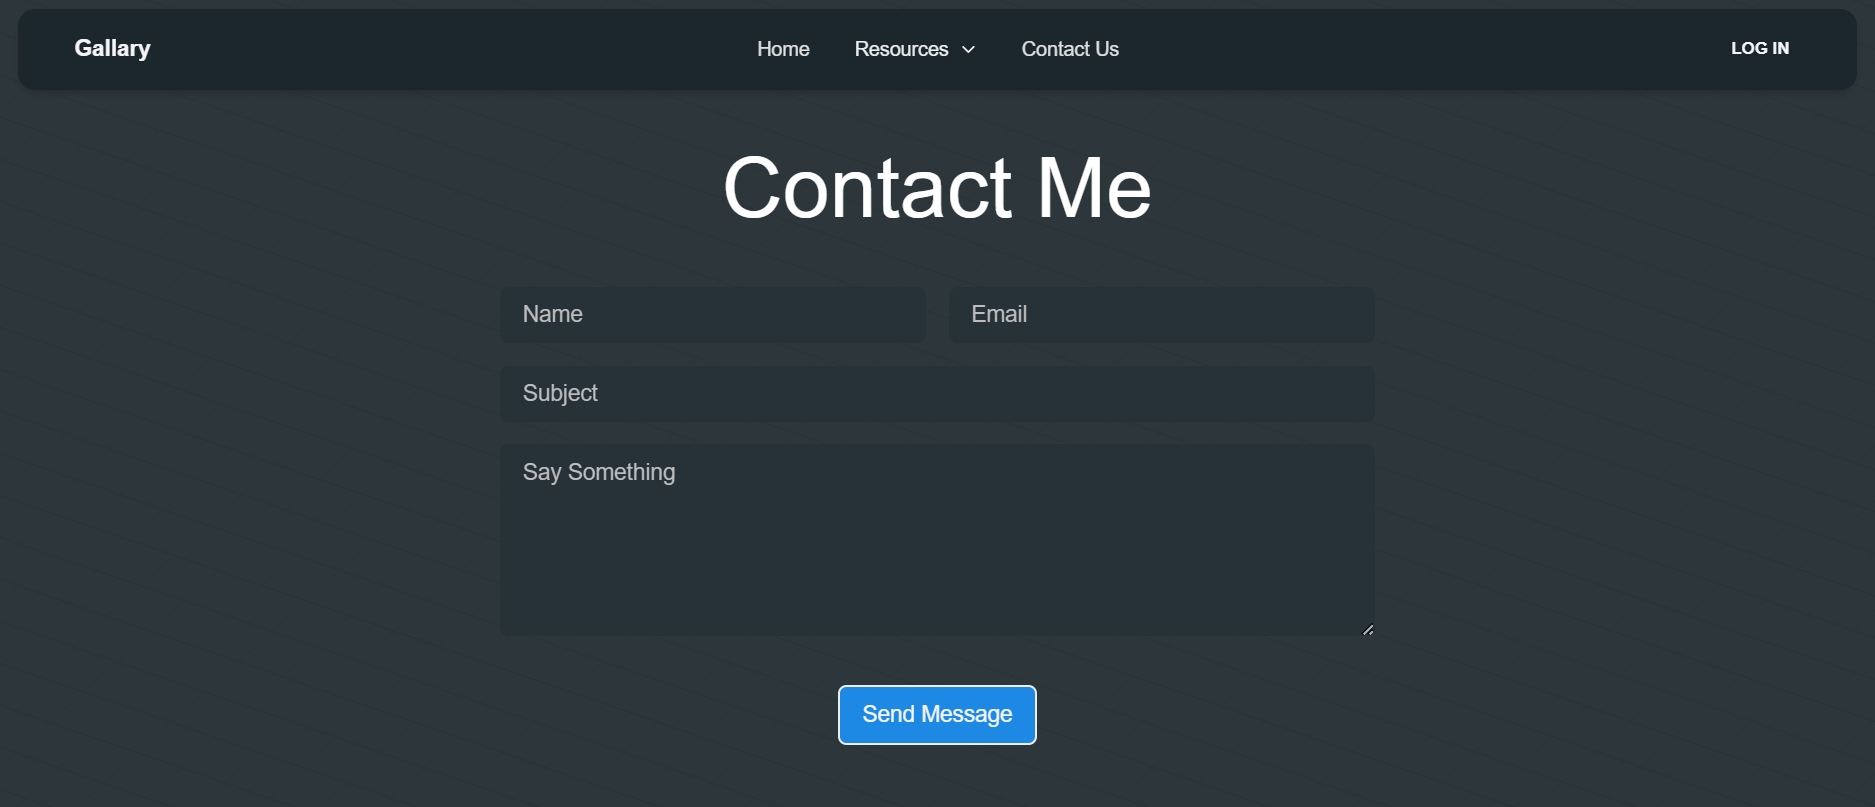 Gallary
Home Resources Contact Us
LOG IN
Contact Me
Name
Email
Subject
Say Something
Send Message